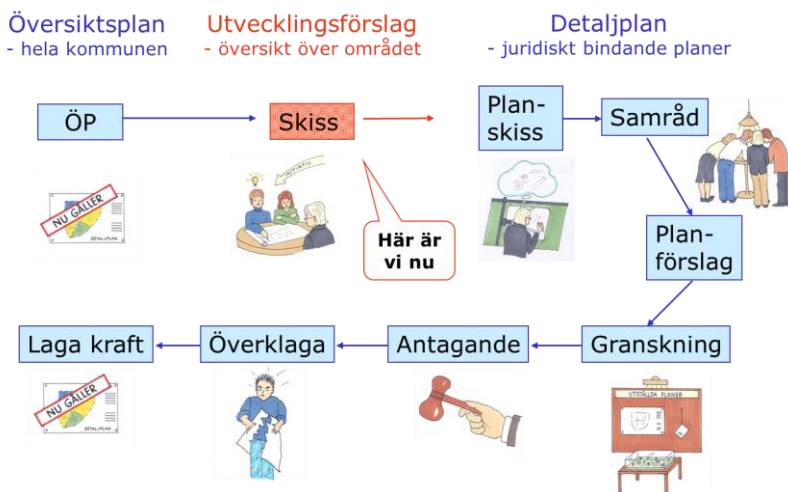 Översiktsplan
- hela kommunen
Utvecklingsförslag
- översikt över området
Detaljplan
- juridiskt bindande planer
ÖP
Skiss
Plan-
skiss
Samråd
NU GÄLLER
DETALJPLAN
INITIATIV
Här är
vi nu
Plan-
förslag
Laga kraft
Överklaga
Antagande
Granskning
NU GÄLLER
DETALJPLAN
UTSTÄLLDA PLANER